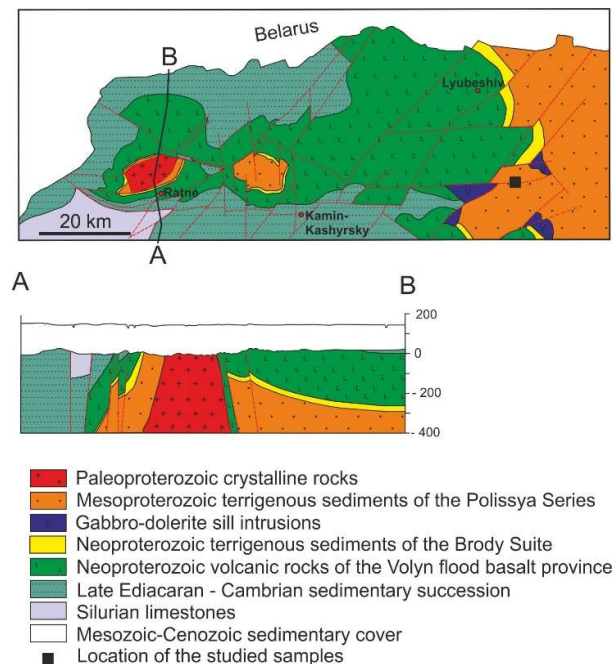 Belarus
B
Lyubeshiv
Ratne
Kamin-
Kashyrsky
20 km
A
A
B
200
0
- 200
- 400
Paleoproterozoic crystalline rocks
Mesoproterozoic terrigenous sediments of the Polissya Series
Gabbro-dolerite sill intrusions
Neoproterozoic terrigenous sediments of the Brody Suite
Neoproterozoic volcanic rocks of the Volyn flood basalt province
Late Ediacaran - Cambrian sedimentary succession
Silurian limestones
Mesozoic-Cenozoic sedimentary cover
Location of the studied samples